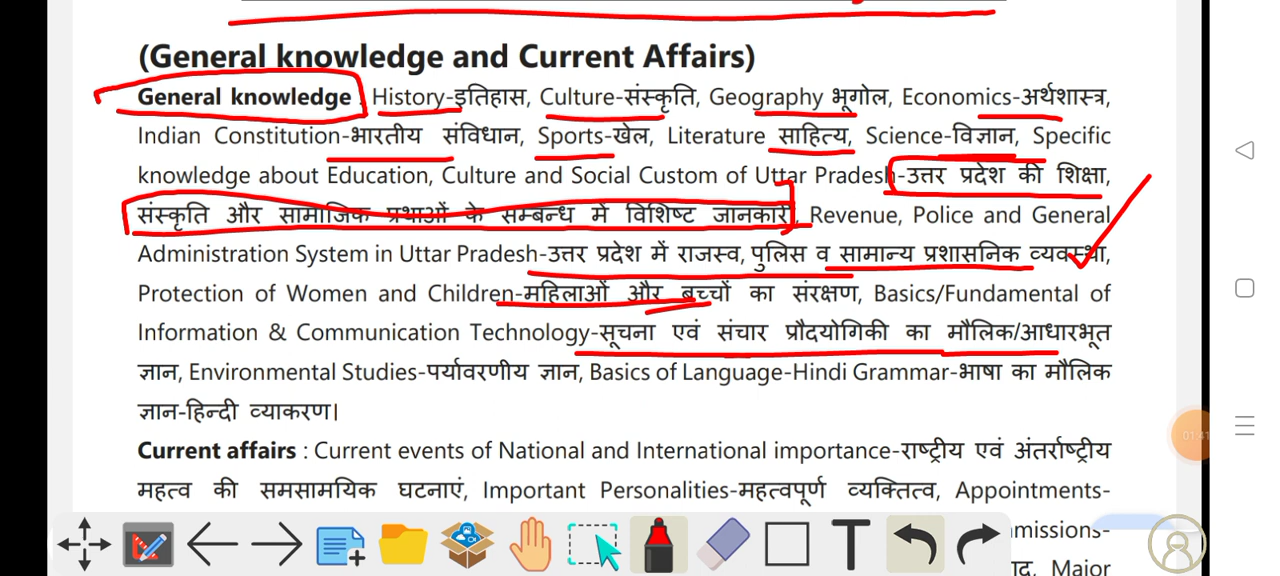 (General knowledge and Current Affairs)
General knowledge : History-इतिहास, Culture-संस्कृति, Geography भूगोल, Economics-अर्थशास्त्र,
Indian Constitution-भारतीय संविधान, Sports-खेल, Literature साहित्य, Science-विज्ञान, Specific
knowledge about Education, Culture and Social Custom of Uttar Pradesh-उत्तर प्रदेश की शिक्षा,
संस्कृति और सामाजिक प्रथाओं के सम्बन्ध में विशिष्ट जानकारी, Revenue, Police and General
Administration System in Uttar Pradesh-उत्तर प्रदेश में राजस्व, पुलिस व सामान्य प्रशासनिक व्यवस्था,
Protection of Women and Children-महिलाओं और बच्चों का संरक्षण, Basics/Fundamental of
Information & Communication Technology-सूचना एवं संचार प्रौदयोगिकी का मौलिक/आधारभूत
ज्ञान, Environmental Studies-पर्यावरणीय ज्ञान, Basics of Language-Hindi Grammar-भाषा का मौलिक
ज्ञान-हिन्दी व्याकरण।
Current affairs : Current events of National and International importance-राष्ट्रीय एवं अंतर्राष्ट्रीय
महत्व की समसामयिक घटनाएं, Important Personalities-महत्वपूर्ण व्यक्तित्व, Appointments-
01:41
T
Major